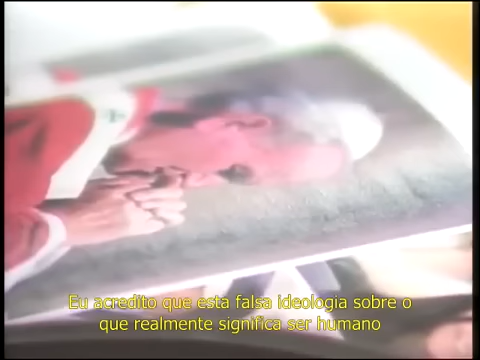 Eu acredito que esta falsa ideologia sobre o
que realmente significa ser humano